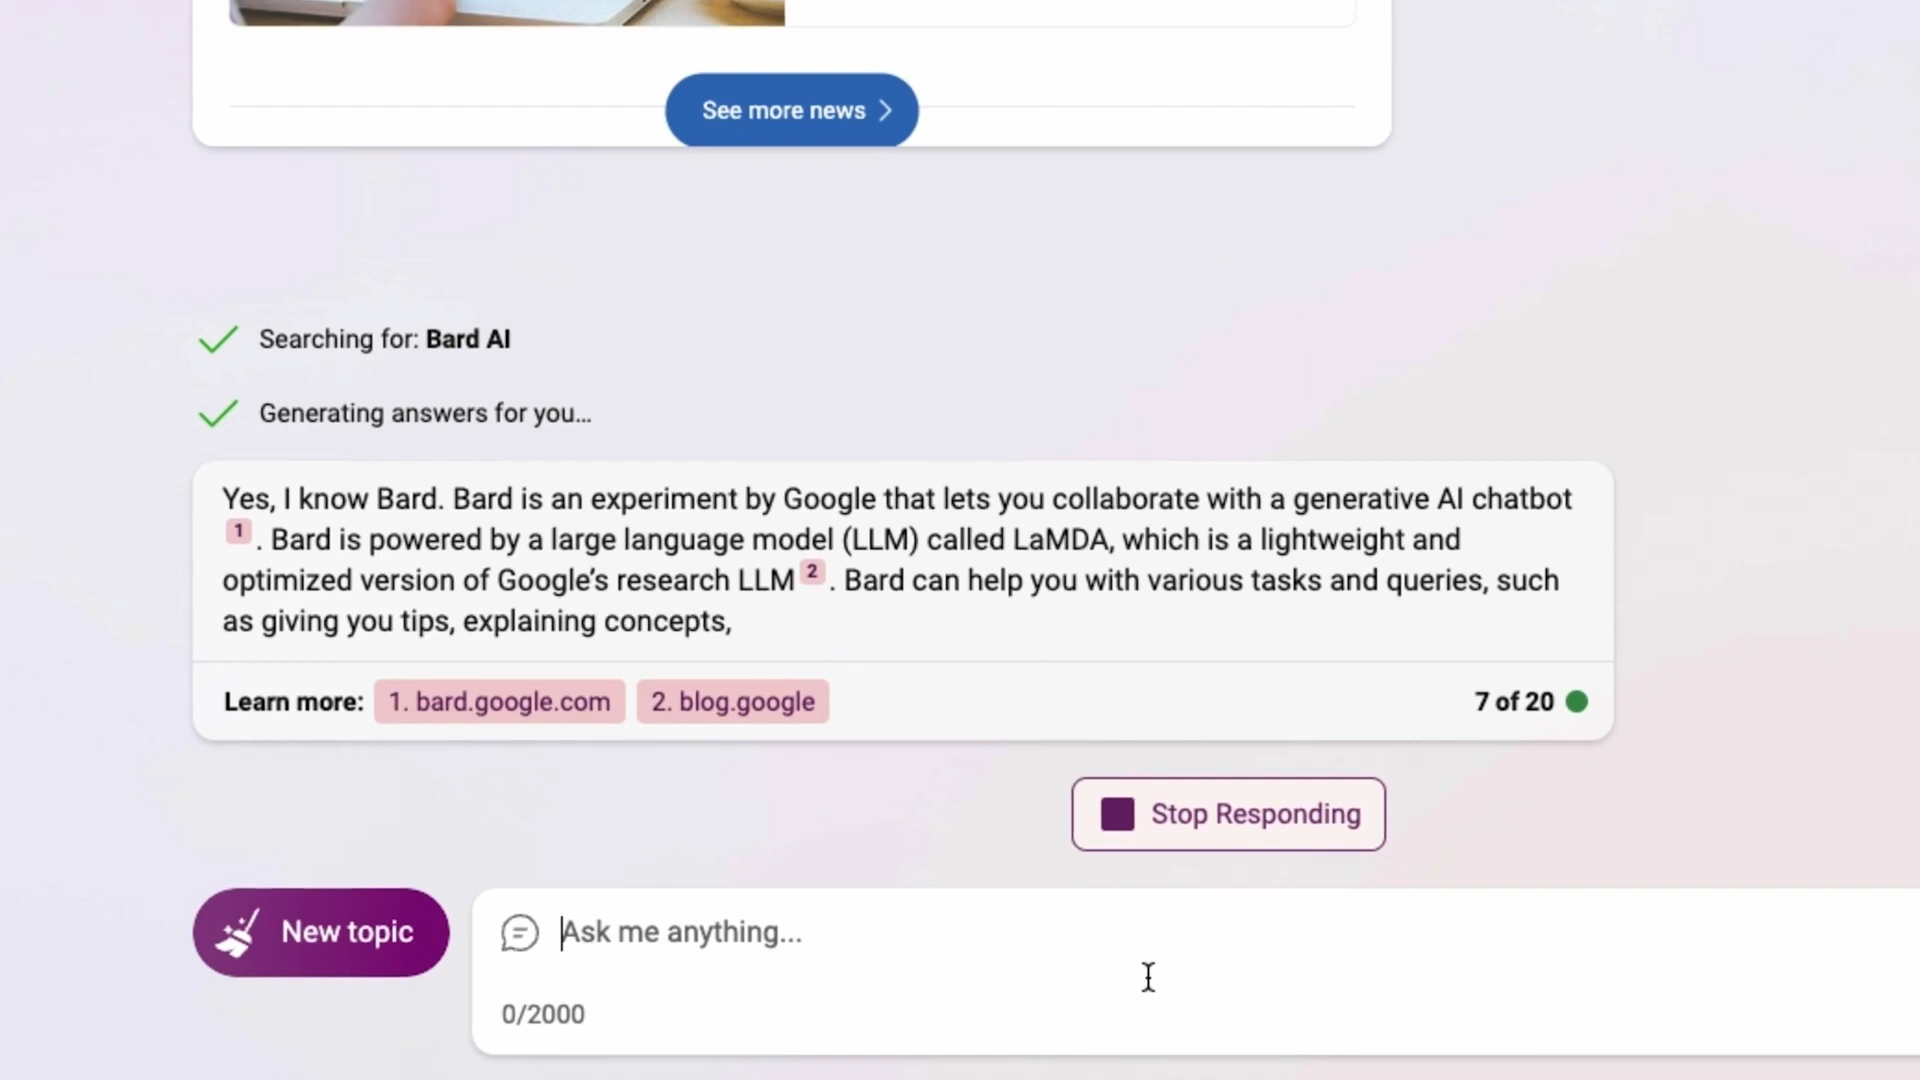 See more news
Searching for: Bard AI
Generating answers for you...
Yes, I know Bard. Bard is an experiment by Google that lets you collaborate with a generative AI chatbot
1 . Bard is powered by a large language model (LLM) called LaMDA, which is a lightweight and
optimized version of Google’s research LLM 2 . Bard can help you with various tasks and queries, such
as giving you tips, explaining concepts,
Learn more: 1. bard.google.com 2. blog.google 7 of 20
Stop Responding
New topic
Ask me anything...
0/2000